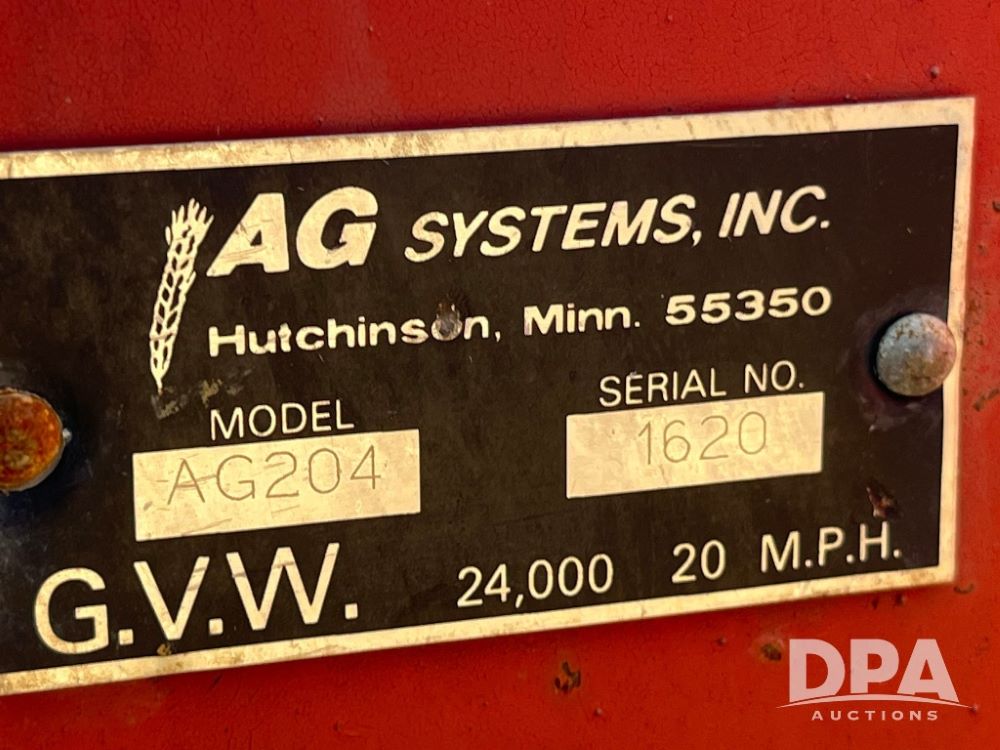 AG SYSTEMS, INC.
Hutchinson, Minn. 55350
MODEL SERIAL NO.
AG204 1620
G.V.W. 24,000 20 M.P.H.
DPA
AUCTIONS